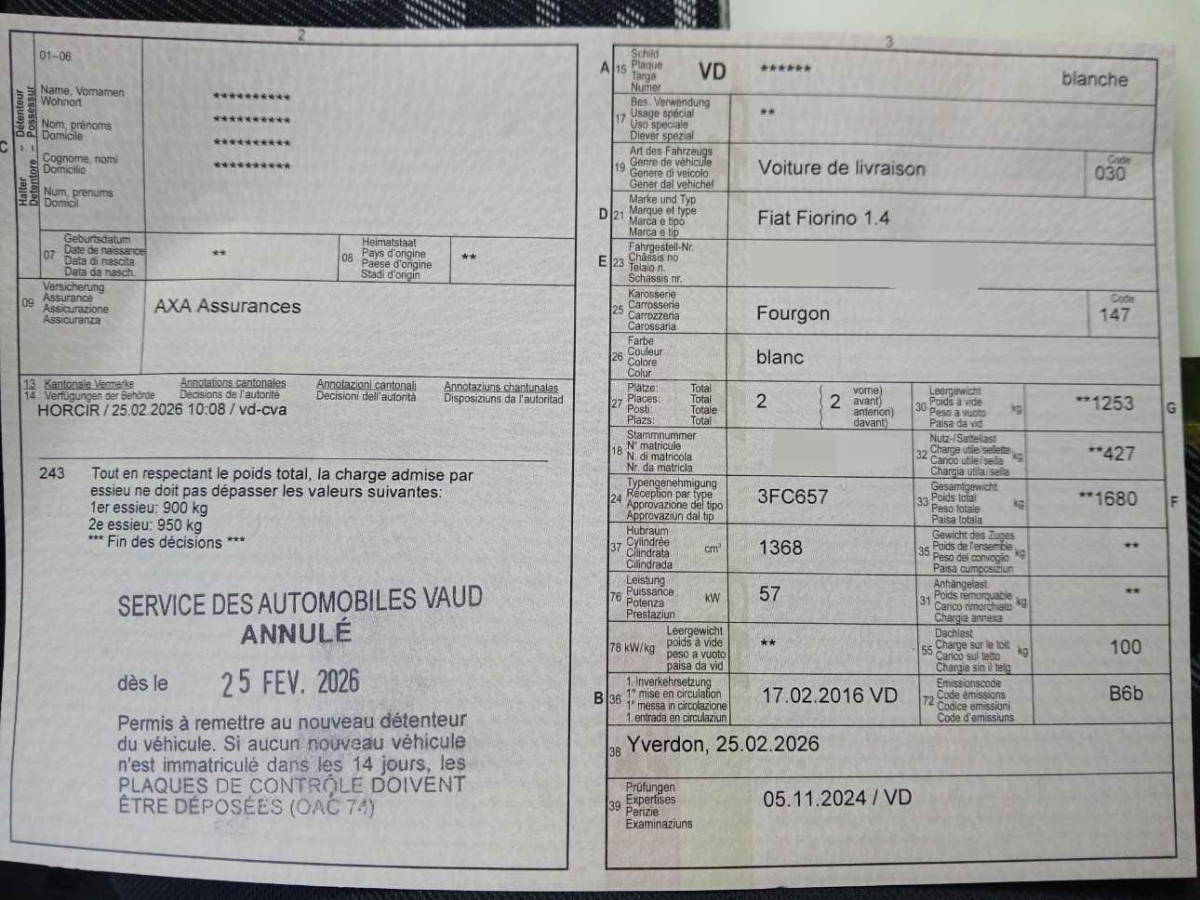 2
01–06
C
Halter – Détenteur
Detentore – Possessur
Name, Vornamen
Wohnort
Nom, prénoms
Domicile
Cognome, nomi
Domicilio
Num, prenums
Domicil
**********
**********
**********
**********
07
Geburtsdatum
Date de naissance
Data di nascita
Data da nasch.
**
08
Heimatstaat
Pays d'origine
Paese d'origine
Stadi d'origin
**
09
Versicherung
Assurance
Assicurazione
Assicuranza
AXA Assurances
13 Kantonale Vermerke Annotations cantonales Annotazioni cantonali Annotaziuns chantunalas
14 Verfügungen der Behörde Décisions de l'autorité Decisioni dell'autorità Disposiziuns da l'autoritad
HORCIR / 25.02.2026 10:08 / vd-cva
243 Tout en respectant le poids total, la charge admise par
essieu ne doit pas dépasser les valeurs suivantes:
1er essieu: 900 kg
2e essieu: 950 kg
*** Fin des décisions ***
SERVICE DES AUTOMOBILES VAUD
ANNULÉ
dès le 25 FEV. 2026
Permis à remettre au nouveau détenteur
du véhicule. Si aucun nouveau véhicule
n'est immatriculé dans les 14 jours, les
PLAQUES DE CONTRÔLE DOIVENT
ÊTRE DÉPOSÉES (OAC 74)
3
A 15
Schild
Plaque
Targa
Numer
VD ****** blanche
17
Bes. Verwendung
Usage spécial
Uso speciale
Diever spezial
**
19
Art des Fahrzeugs
Genre de véhicule
Genere di veicolo
Gener dal vehichel
Voiture de livraison
Code
030
D 21
Marke und Typ
Marque et type
Marca e tipo
Marca e tip
Fiat Fiorino 1.4
E 23
Fahrgestell-Nr.
Châssis no
Telaio n.
Schassis nr.
25
Karosserie
Carrosserie
Carrozzeria
Carossaria
Fourgon
Code
147
26
Farbe
Couleur
Colore
Colur
blanc
27
Plätze: Total
Places: Total
Posti: Totale
Plazs: Total
2
2
vorne)
avant)
anteriori)
davant)
30
Leergewicht
Poids à vide
Peso a vuoto
Paisa da vid
kg
**1253
G
18
Stammnummer
N° matricule
N. di matricola
Nr. da matricla
32
Nutz-/Sattellast
Charge utile/sellette
Carico utile/sella
Chargia utila/sella
kg
**427
24
Typengenehmigung
Réception par type
Approvazione del tipo
Approvaziun dal tip
3FC657
33
Gesamtgewicht
Poids total
Peso totale
Paisa totala
kg
**1680
F
37
Hubraum
Cylindrée
Cilindrata
Cilindrada
cm³
1368
35
Gewicht des Zuges
Poids de l'ensemble
Peso del convoglio
Paisa cumposiziun
kg
**
76
Leistung
Puissance
Potenza
Prestaziun
kW
57
31
Anhängelast
Poids remorquable
Carico rimorchiato
Chargia annexa
kg
**
78 kW/kg
Leergewicht
poids à vide
peso a vuoto
paisa da vid
**
55
Dachlast
Charge sur le toit
Carico sul tetto
Chargia sin il tetg
kg
100
B 36
1. Inverkehrsetzung
1re mise en circulation
1a messa in circolazione
1. entrada en circulaziun
17.02.2016 VD
72
Emissionscode
Code émissions
Codice emissioni
Code d'emissiuns
B6b
38 Yverdon, 25.02.2026
39
Prüfungen
Expertises
Perizie
Examinaziuns
05.11.2024 / VD